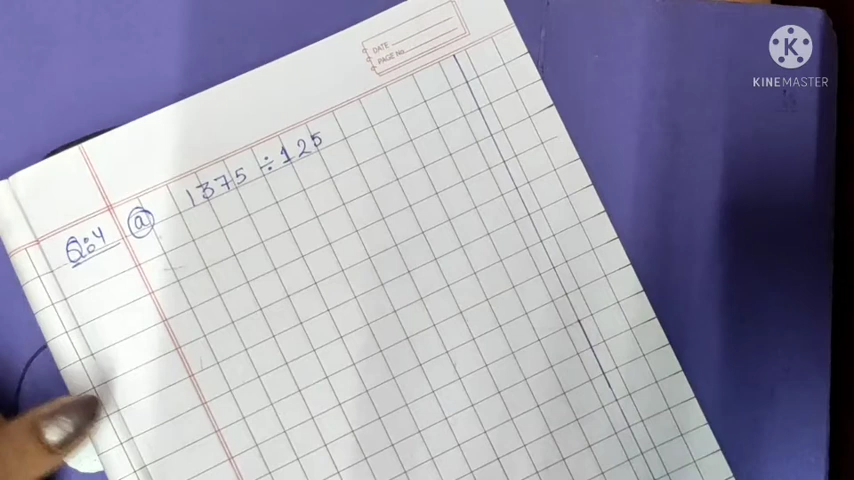 DATE
PAGE No.
Q:4 (a) 1375 ÷ 125
K
KINEMASTER